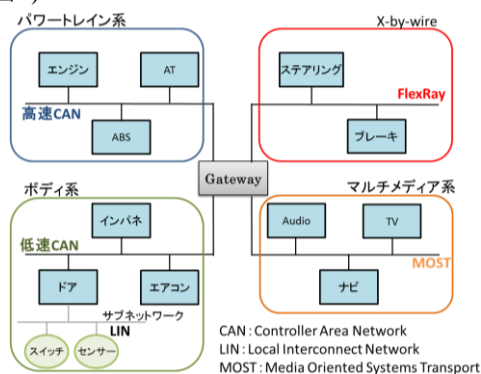 パワートレイン系
エンジン
AT
高速CAN
ABS
X-by-wire
ステアリング
FlexRay
ブレーキ
Gateway
ボディ系
インパネ
低速CAN
ドア
エアコン
サブネットワーク
LIN
スイッチ
センサー
マルチメディア系
Audio
TV
MOST
ナビ
CAN：Controller Area Network
LIN：Local Interconnect Network
MOST：Media Oriented Systems Transport